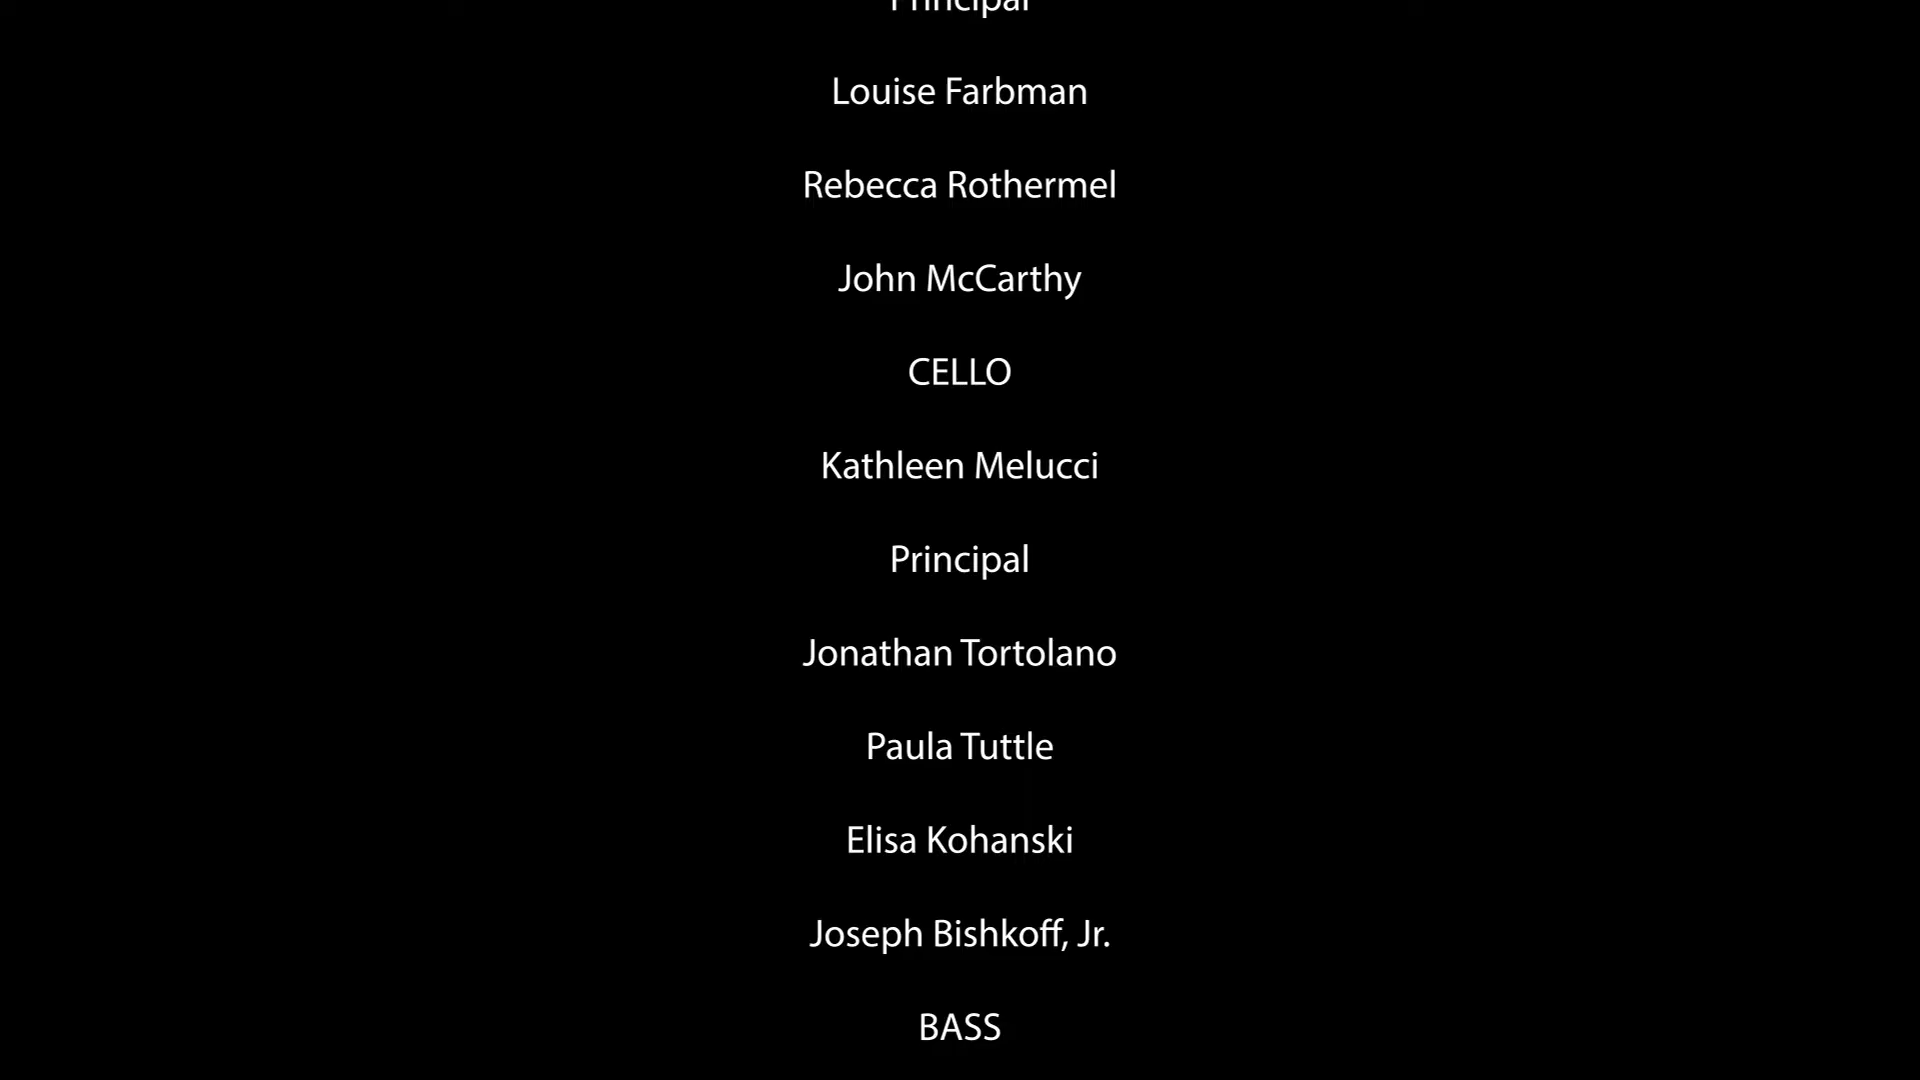 Principal
Louise Farbman
Rebecca Rothermel
John McCarthy
CELLO
Kathleen Melucci
Principal
Jonathan Tortolano
Paula Tuttle
Elisa Kohanski
Joseph Bishkoff, Jr.
BASS